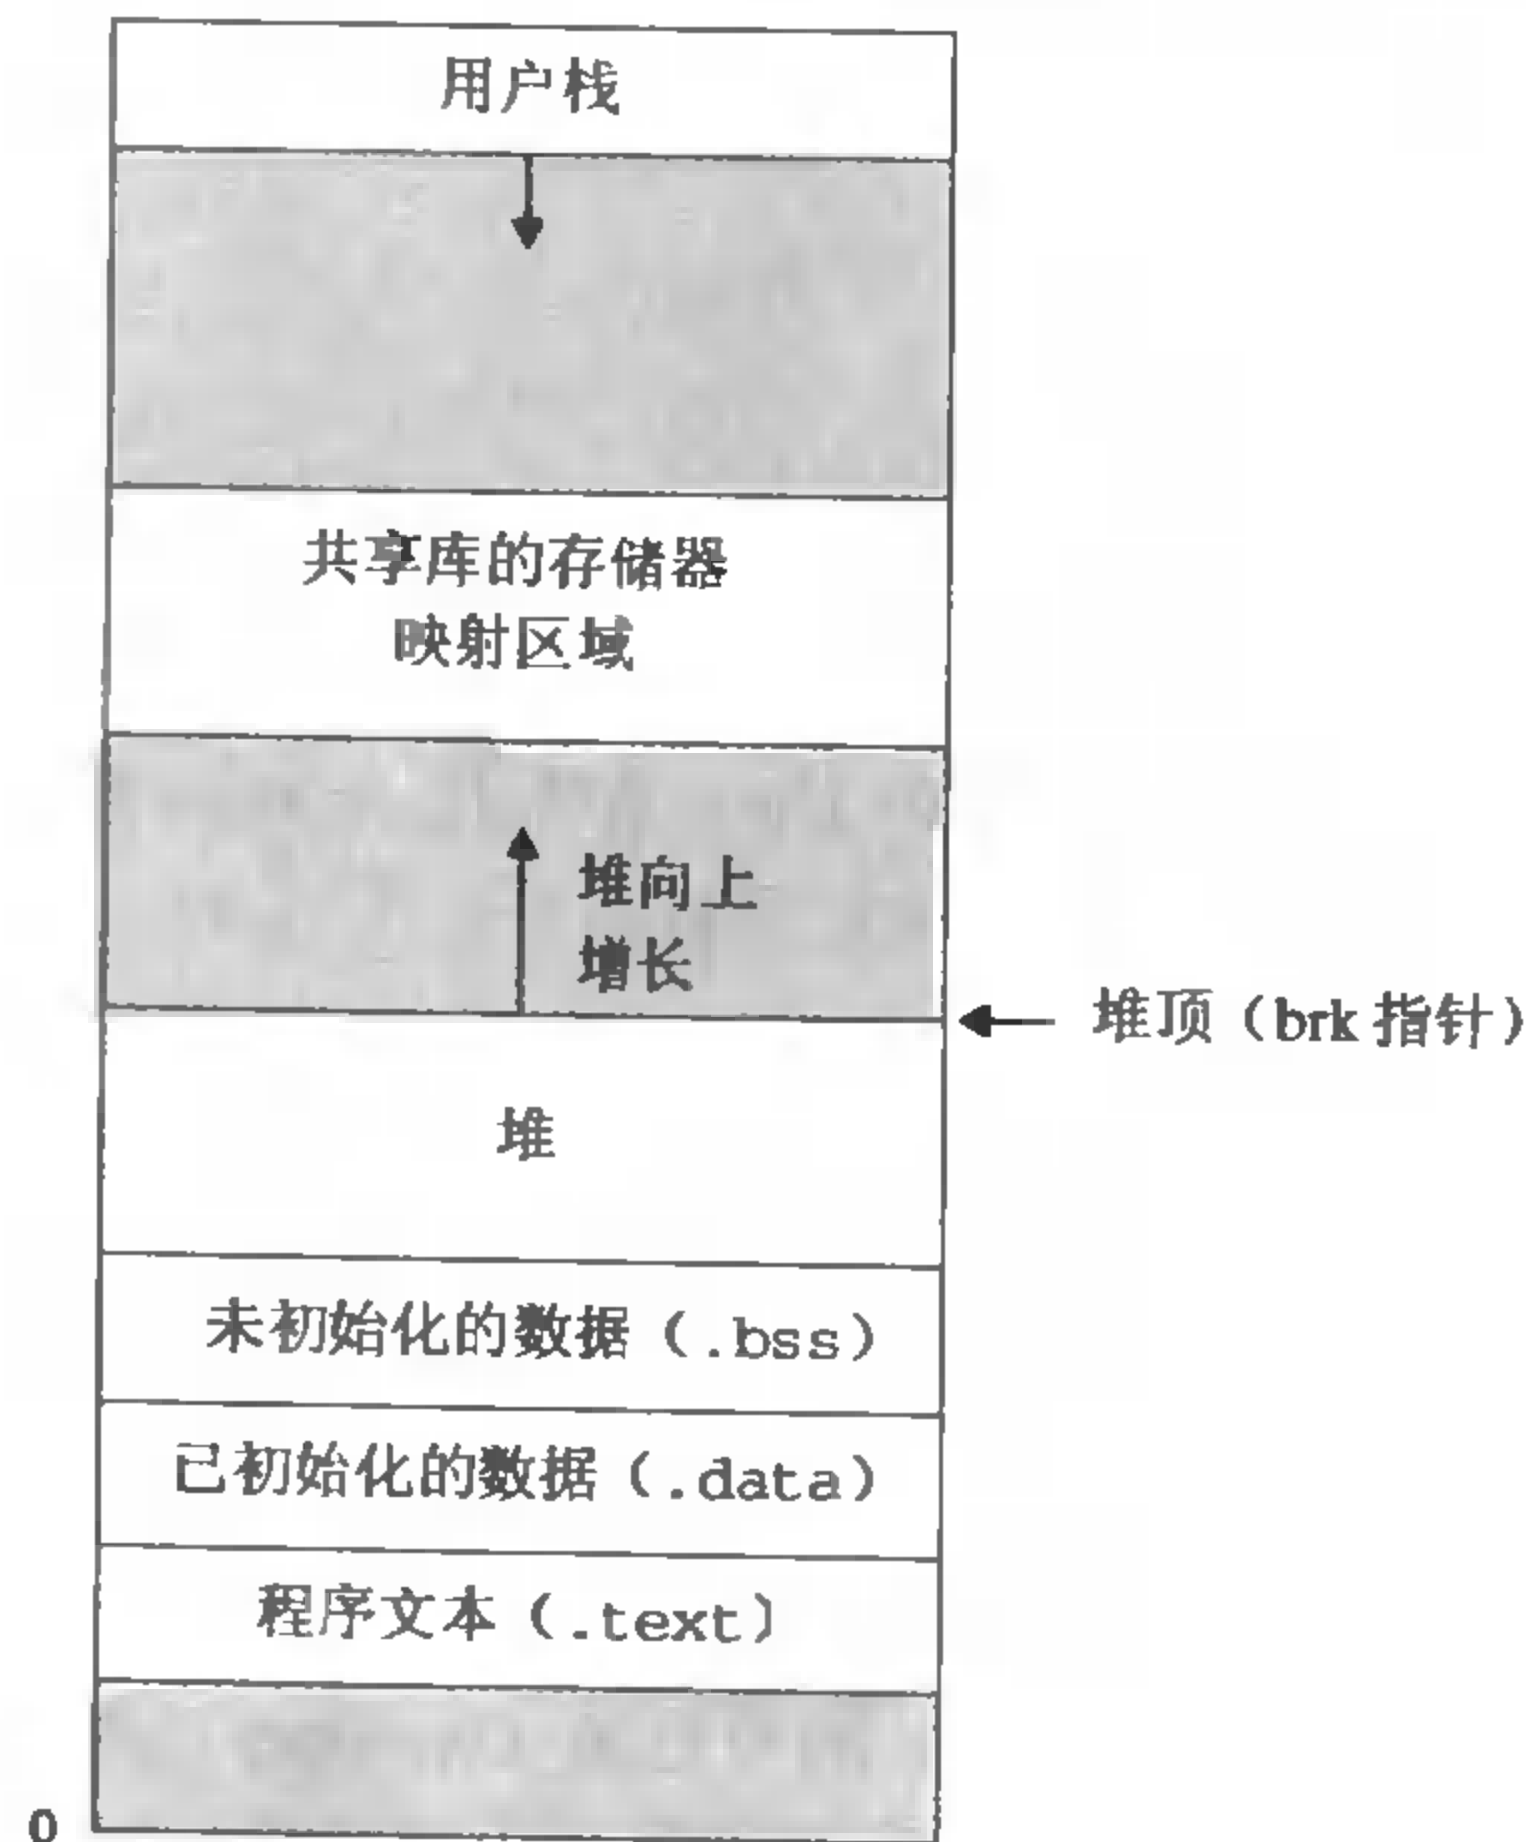 用户栈
共享库的存储器
映射区域
堆向上
增长
堆顶（brk 指针）
堆
未初始化的数据（.bss）
已初始化的数据（.data）
程序文本（.text）
0